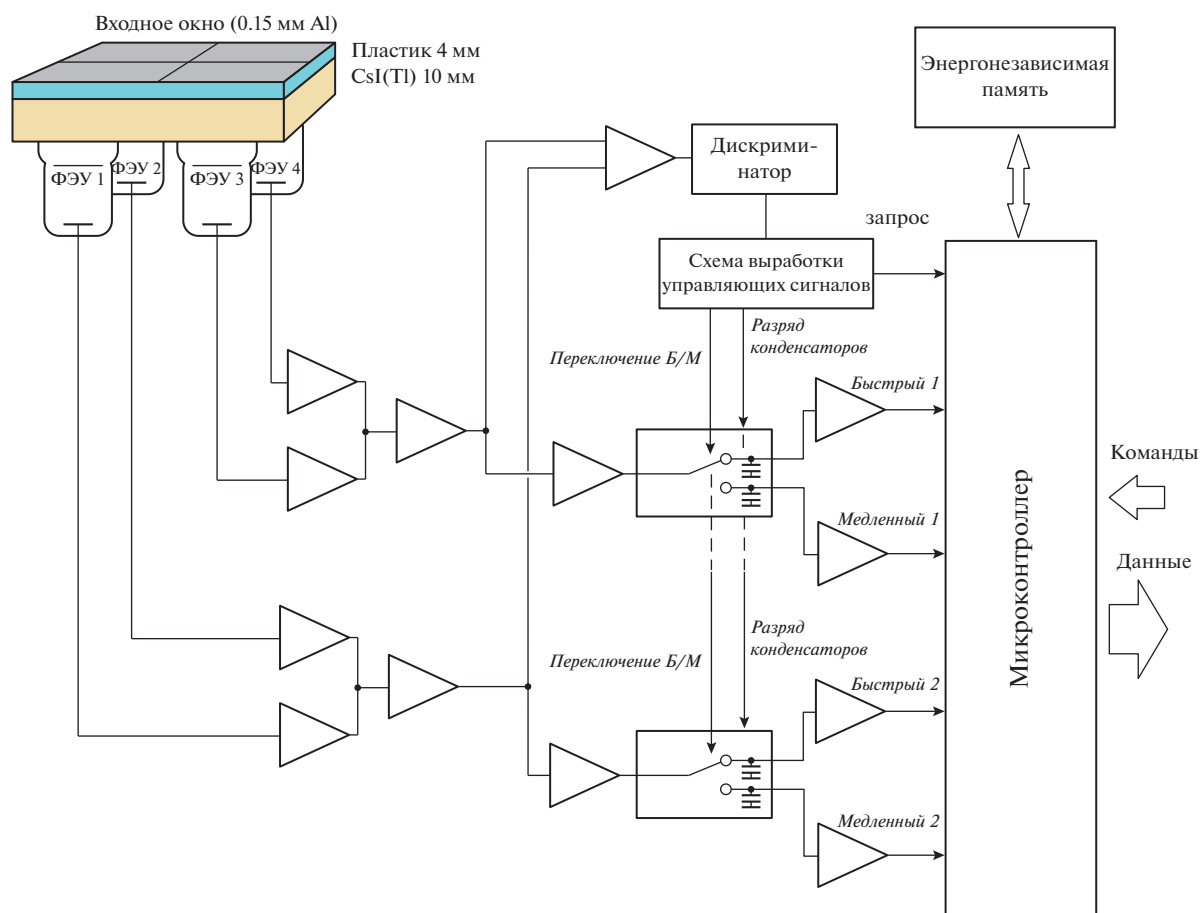 Входное окно (0.15 мм Al)
Пластик 4 мм
CsI(Tl) 10 мм
Энергонезависимая
память
ФЭУ 1
ФЭУ 2
ФЭУ 3
ФЭУ 4
Дискрими-
натор
запрос
Схема выработки
управляющих сигналов
Переключение Б/М
Разряд
конденсаторов
Быстрый 1
Медленный 1
Микроконтроллер
Команды
Данные
Переключение Б/М
Разряд
конденсаторов
Быстрый 2
Медленный 2